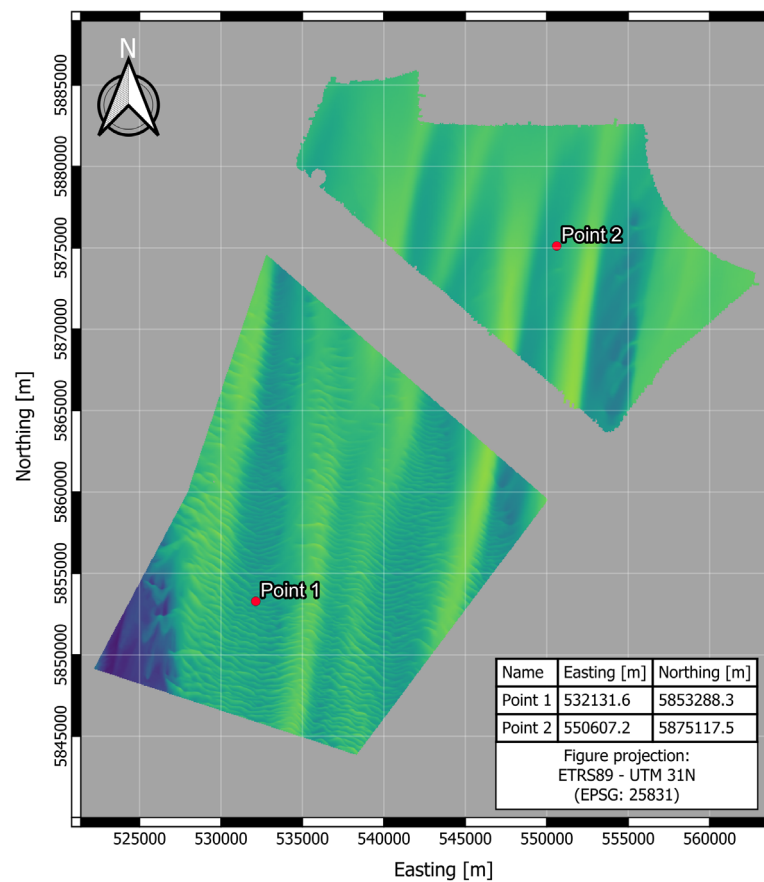 N
5885000
5880000
5875000
5870000
5865000
5860000
5855000
5850000
5845000
Northing [m]
Point 2
Point 1
Name Easting [m] Northing [m]
Point 1 532131.6 5853288.3
Point 2 550607.2 5875117.5
Figure projection:
ETRS89 - UTM 31N
(EPSG: 25831)
525000 530000 535000 540000 545000 550000 555000 560000
Easting [m]